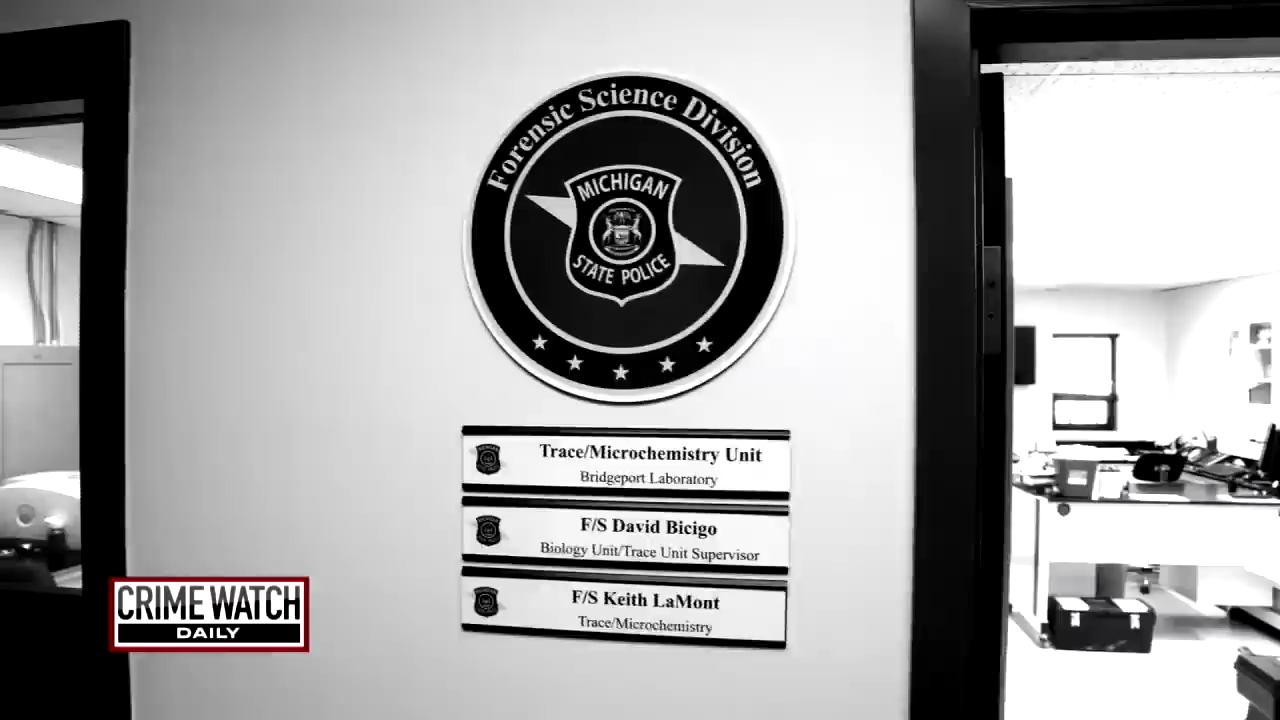 Forensic Science Division
MICHIGAN
STATE POLICE
Trace/Microchemistry Unit
Bridgeport Laboratory
F/S David Bicigo
Biology Unit/Trace Unit Supervisor
F/S Keith LaMont
Trace/Microchemistry
CRIME WATCH
DAILY